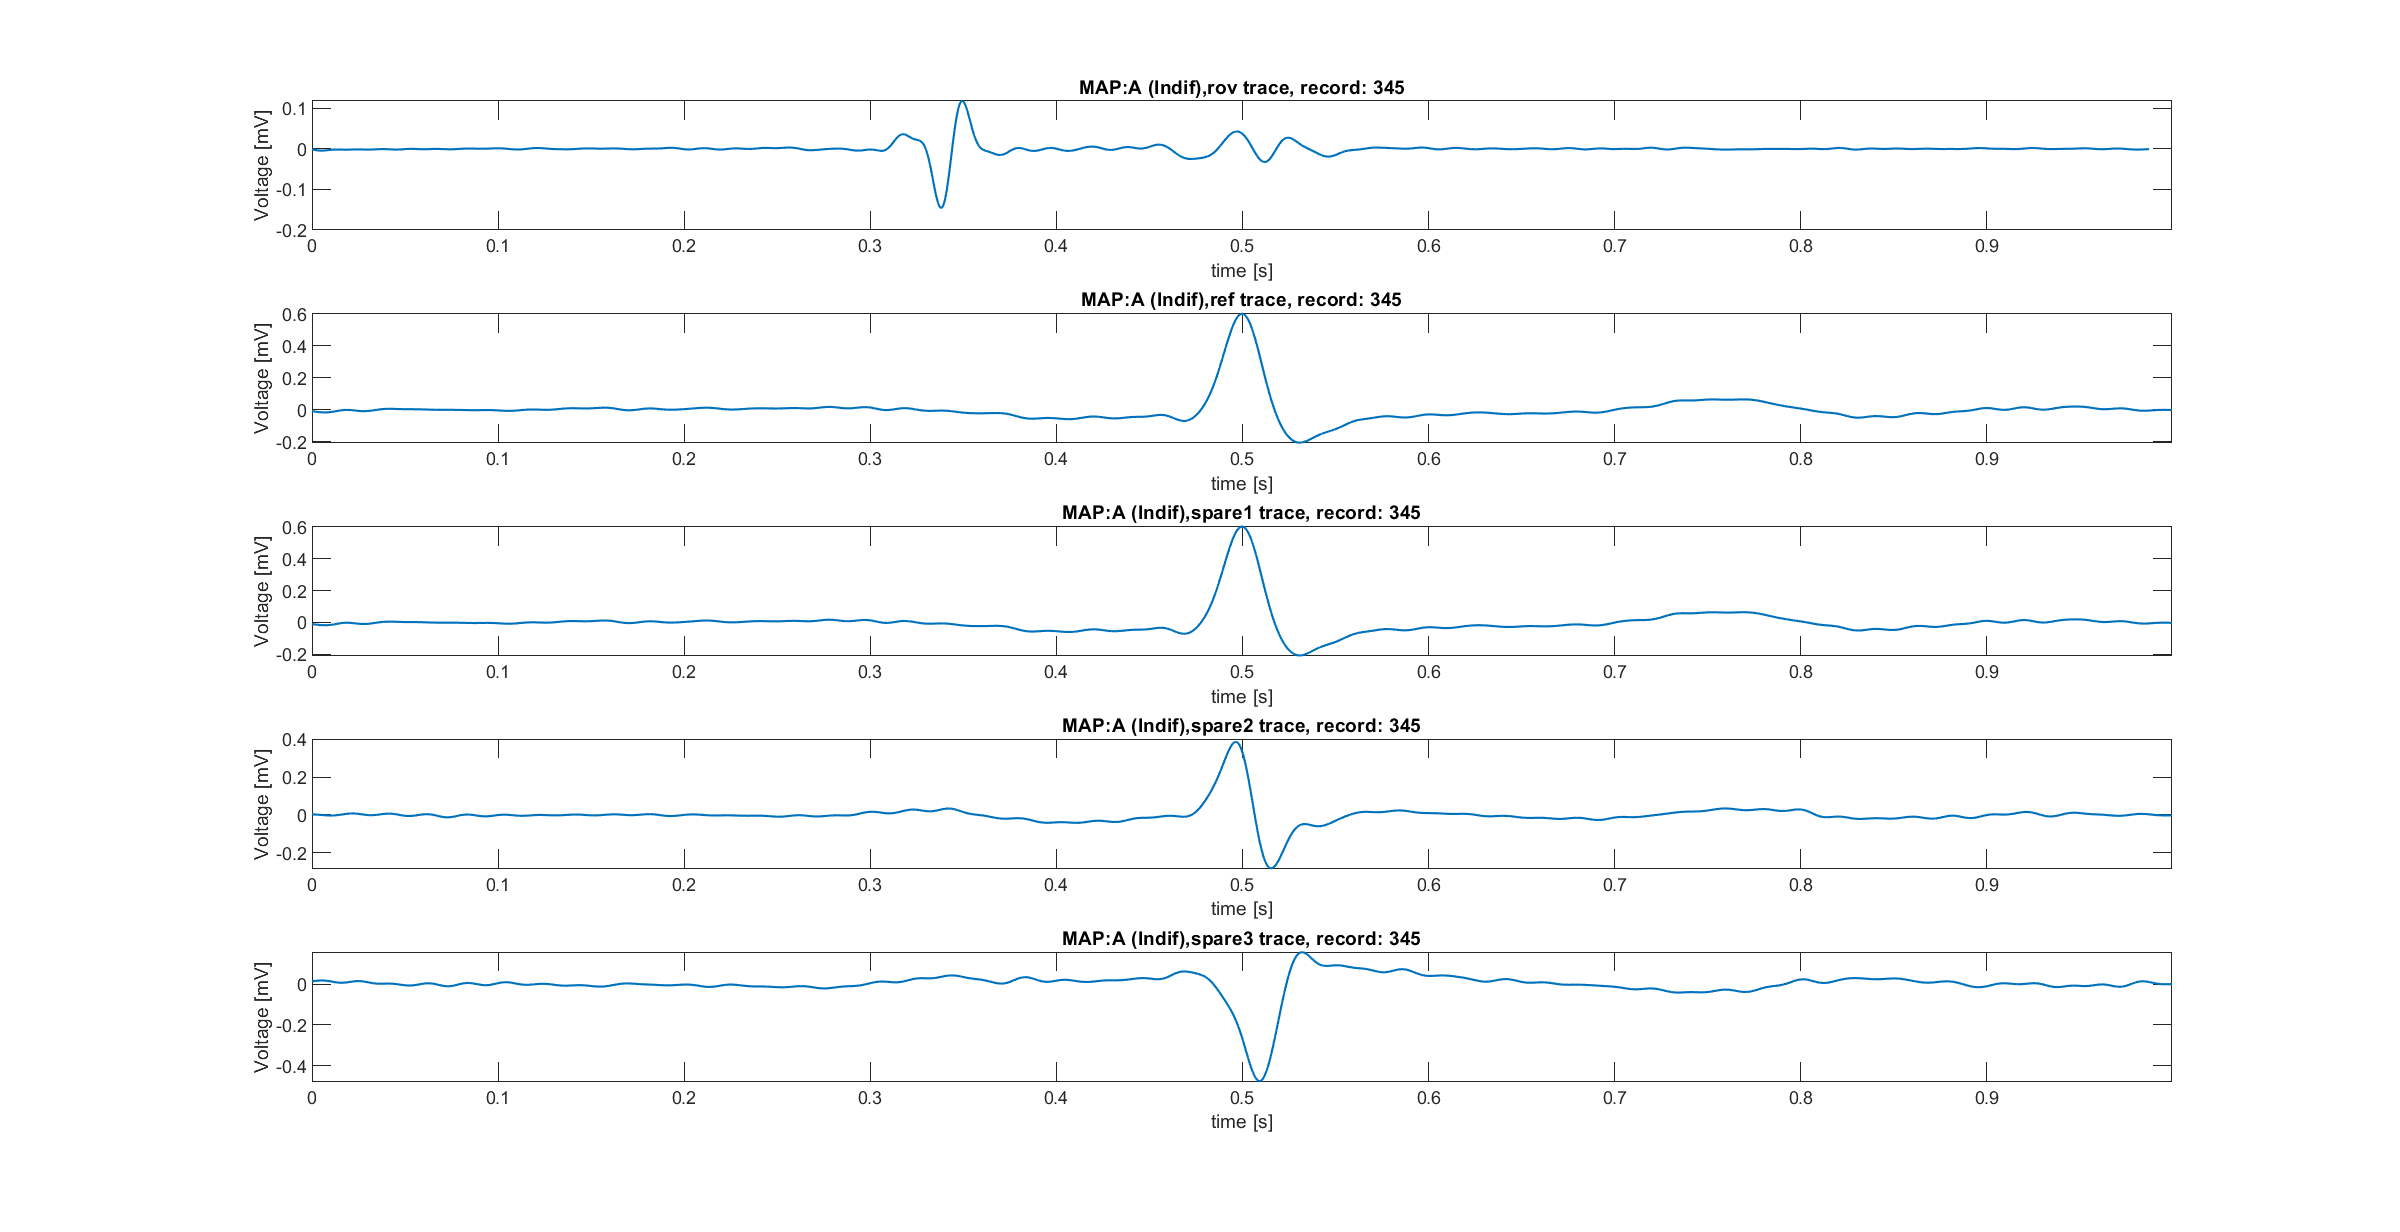 MAP:A (Indif),rov trace, record: 345
Voltage [mV]
0.1
0
-0.1
-0.2
0 0.1 0.2 0.3 0.4 0.5 0.6 0.7 0.8 0.9
time [s]
MAP:A (Indif),ref trace, record: 345
Voltage [mV]
0.6
0.4
0.2
0
-0.2
0 0.1 0.2 0.3 0.4 0.5 0.6 0.7 0.8 0.9
time [s]
MAP:A (Indif),spare1 trace, record: 345
Voltage [mV]
0.6
0.4
0.2
0
-0.2
0 0.1 0.2 0.3 0.4 0.5 0.6 0.7 0.8 0.9
time [s]
MAP:A (Indif),spare2 trace, record: 345
Voltage [mV]
0.4
0.2
0
-0.2
0 0.1 0.2 0.3 0.4 0.5 0.6 0.7 0.8 0.9
time [s]
MAP:A (Indif),spare3 trace, record: 345
Voltage [mV]
0
-0.2
-0.4
0 0.1 0.2 0.3 0.4 0.5 0.6 0.7 0.8 0.9
time [s]